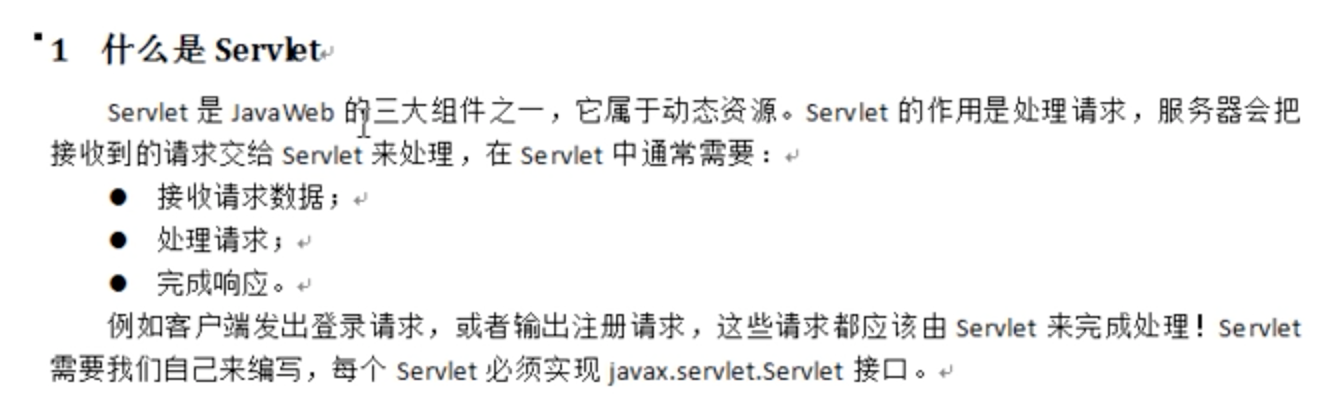 1 什么是 Servlet
Servlet 是 JavaWeb 的三大组件之一，它属于动态资源。Servlet 的作用是处理请求，服务器会把
接收到的请求交给 Servlet 来处理，在 Servlet 中通常需要：
● 接收请求数据；
● 处理请求；
● 完成响应。
例如客户端发出登录请求，或者输出注册请求，这些请求都应该由 Servlet 来完成处理！Servlet
需要我们自己来编写，每个 Servlet 必须实现 javax.servlet.Servlet 接口。